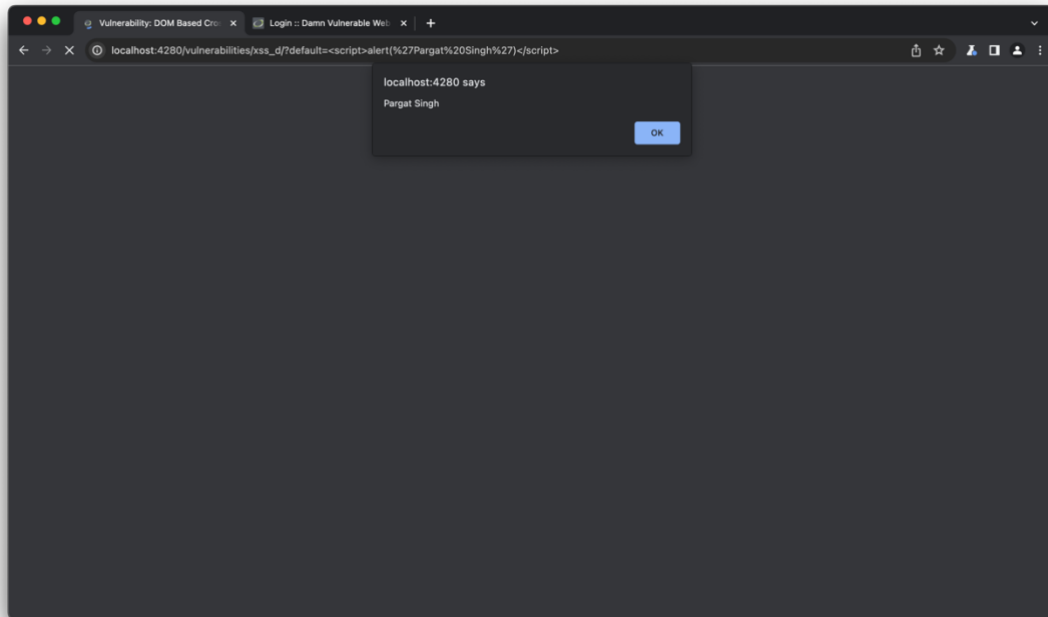 Vulnerability: DOM Based Cro
Login :: Damn Vulnerable Web
localhost:4280/vulnerabilities/xss_d/?default=<script>alert(%27Pargat%20Singh%27)</script>
localhost:4280 says
Pargat Singh
OK